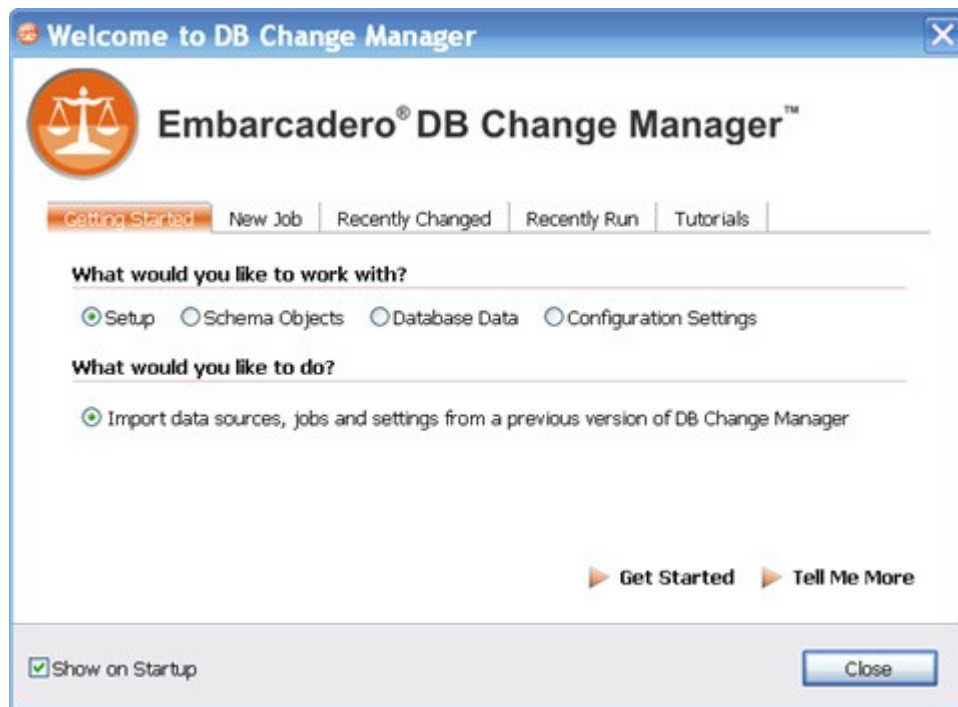 Welcome to DB Change Manager
Embarcadero® DB Change Manager™
Getting Started New Job Recently Changed Recently Run Tutorials
What would you like to work with?
Setup Schema Objects Database Data Configuration Settings
What would you like to do?
Import data sources, jobs and settings from a previous version of DB Change Manager
Get Started Tell Me More
Show on Startup Close